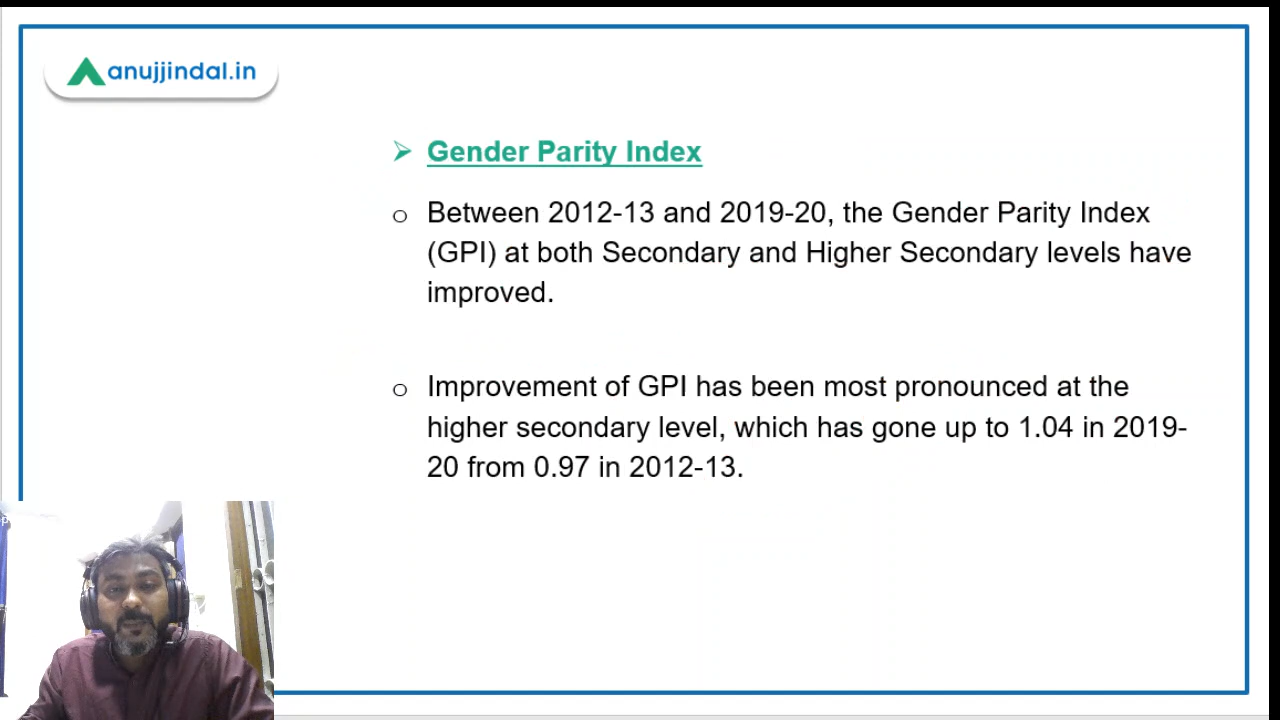 anujjindal.in
➢ Gender Parity Index
o Between 2012-13 and 2019-20, the Gender Parity Index
(GPI) at both Secondary and Higher Secondary levels have
improved.
o Improvement of GPI has been most pronounced at the
higher secondary level, which has gone up to 1.04 in 2019-
20 from 0.97 in 2012-13.